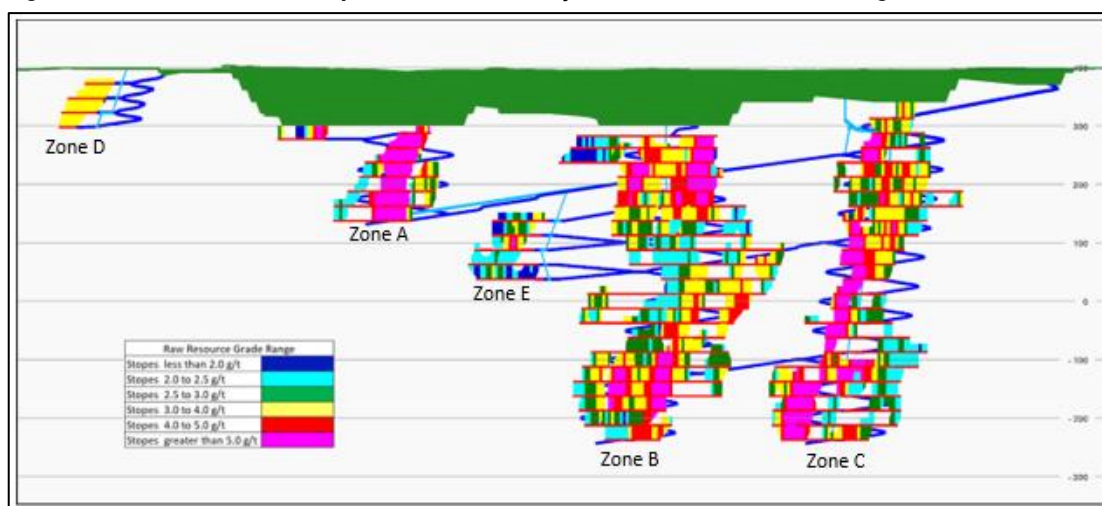 Zone D
Zone A
Zone E
Zone B
Zone C
300
200
100
0
-100
-200
-300
Raw Resource Grade Range
Stopes less than 2.0 g/t
Stopes 2.0 to 2.5 g/t
Stopes 2.5 to 3.0 g/t
Stopes 3.0 to 4.0 g/t
Stopes 4.0 to 5.0 g/t
Stopes greater than 5.0 g/t